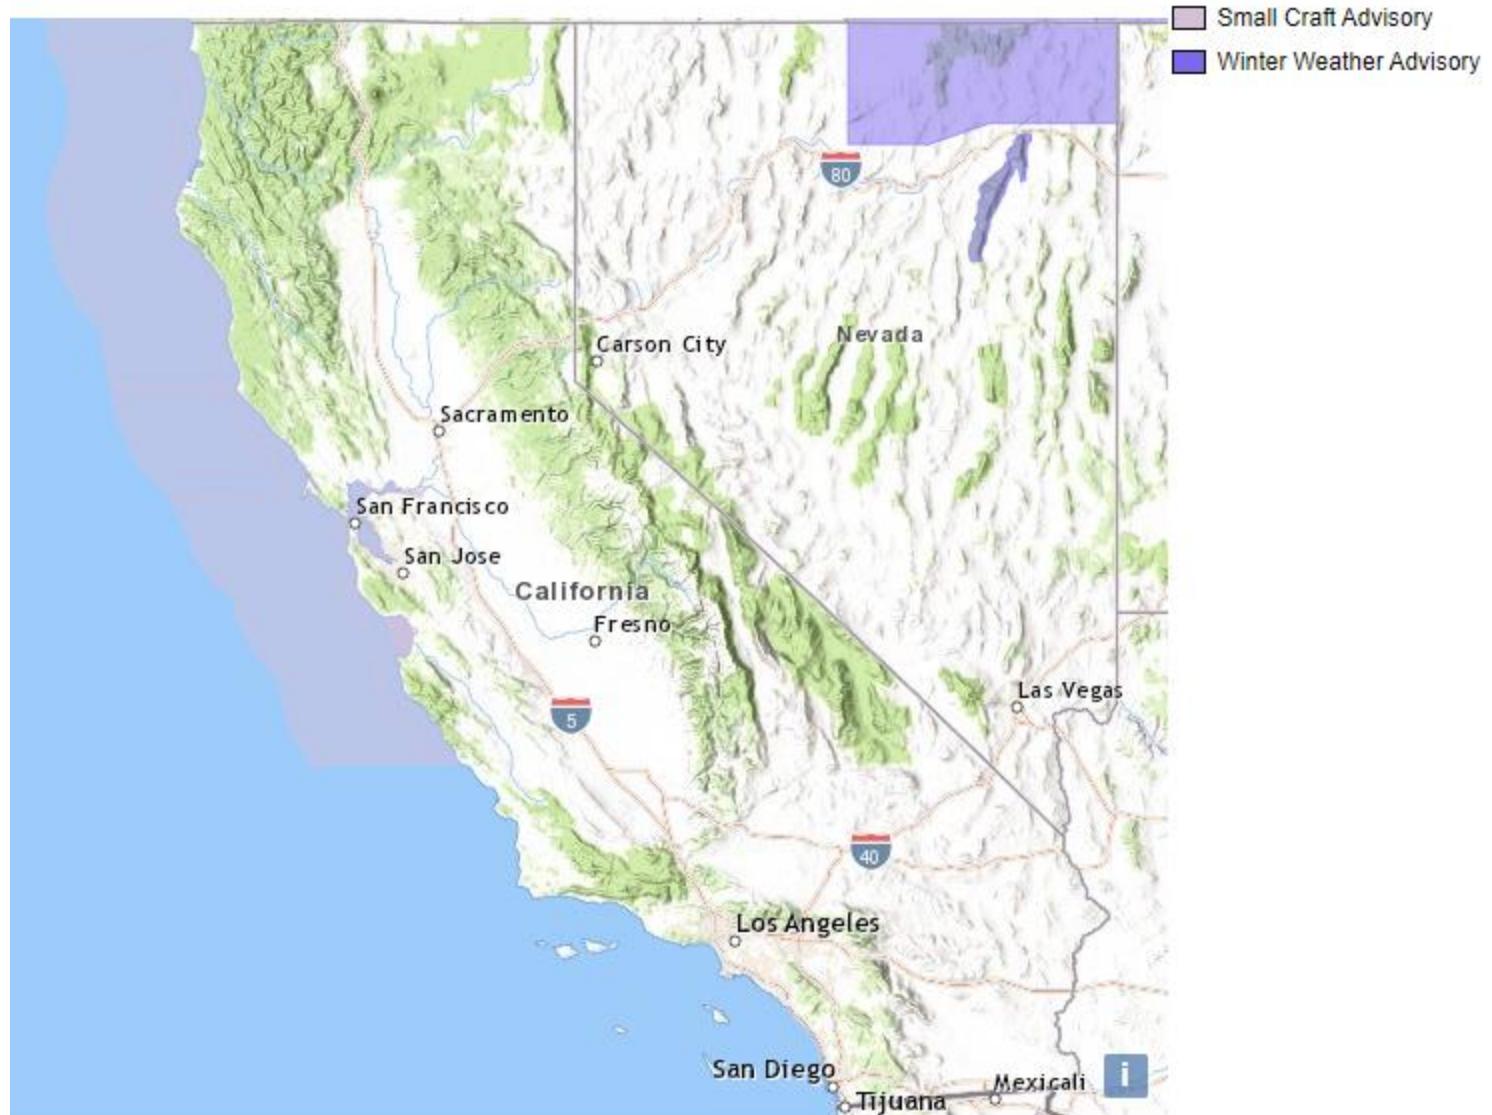 Small Craft Advisory
Winter Weather Advisory
80
Nevada
Carson City
Sacramento
San Francisco
San Jose
California
Fresno
Las Vegas
5
40
Los Angeles
San Diego
Mexicali
i
Tijuana